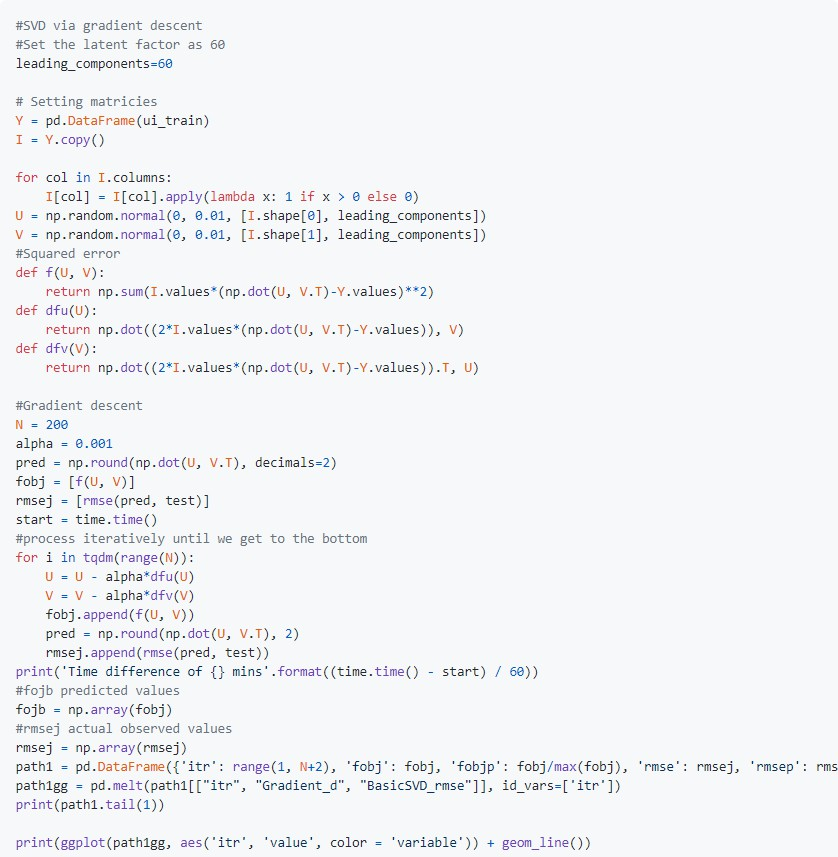 #SVD via gradient descent
#Set the latent factor as 60
leading_components=60
# Setting matricies
Y = pd.DataFrame(ui_train)
I = Y.copy()
for col in I.columns:
    I[col] = I[col].apply(lambda x: 1 if x > 0 else 0)
U = np.random.normal(0, 0.01, [I.shape[0], leading_components])
V = np.random.normal(0, 0.01, [I.shape[1], leading_components])
#Squared error
def f(U, V):
    return np.sum(I.values*(np.dot(U, V.T)-Y.values)**2)
def dfu(U):
    return np.dot((2*I.values*(np.dot(U, V.T)-Y.values)), V)
def dfv(V):
    return np.dot((2*I.values*(np.dot(U, V.T)-Y.values)).T, U)
#Gradient descent
N = 200
alpha = 0.001
pred = np.round(np.dot(U, V.T), decimals=2)
fobj = [f(U, V)]
rmsej = [rmse(pred, test)]
start = time.time()
#process iteratively until we get to the bottom
for i in tqdm(range(N)):
    U = U - alpha*dfu(U)
    V = V - alpha*dfv(V)
    fobj.append(f(U, V))
    pred = np.round(np.dot(U, V.T), 2)
    rmsej.append(rmse(pred, test))
print('Time difference of {} mins'.format((time.time() - start) / 60))
#fojb predicted values
fojb = np.array(fobj)
#rmsej actual observed values
rmsej = np.array(rmsej)
path1 = pd.DataFrame({'itr': range(1, N+2), 'fobj': fobj, 'fobjp': fobj/max(fobj), 'rmse': rmsej, 'rmsep': rms
path1gg = pd.melt(path1[["itr", "Gradient_d", "BasicSVD_rmse"]], id_vars=['itr'])
print(path1.tail(1))
print(ggplot(path1gg, aes('itr', 'value', color = 'variable')) + geom_line())